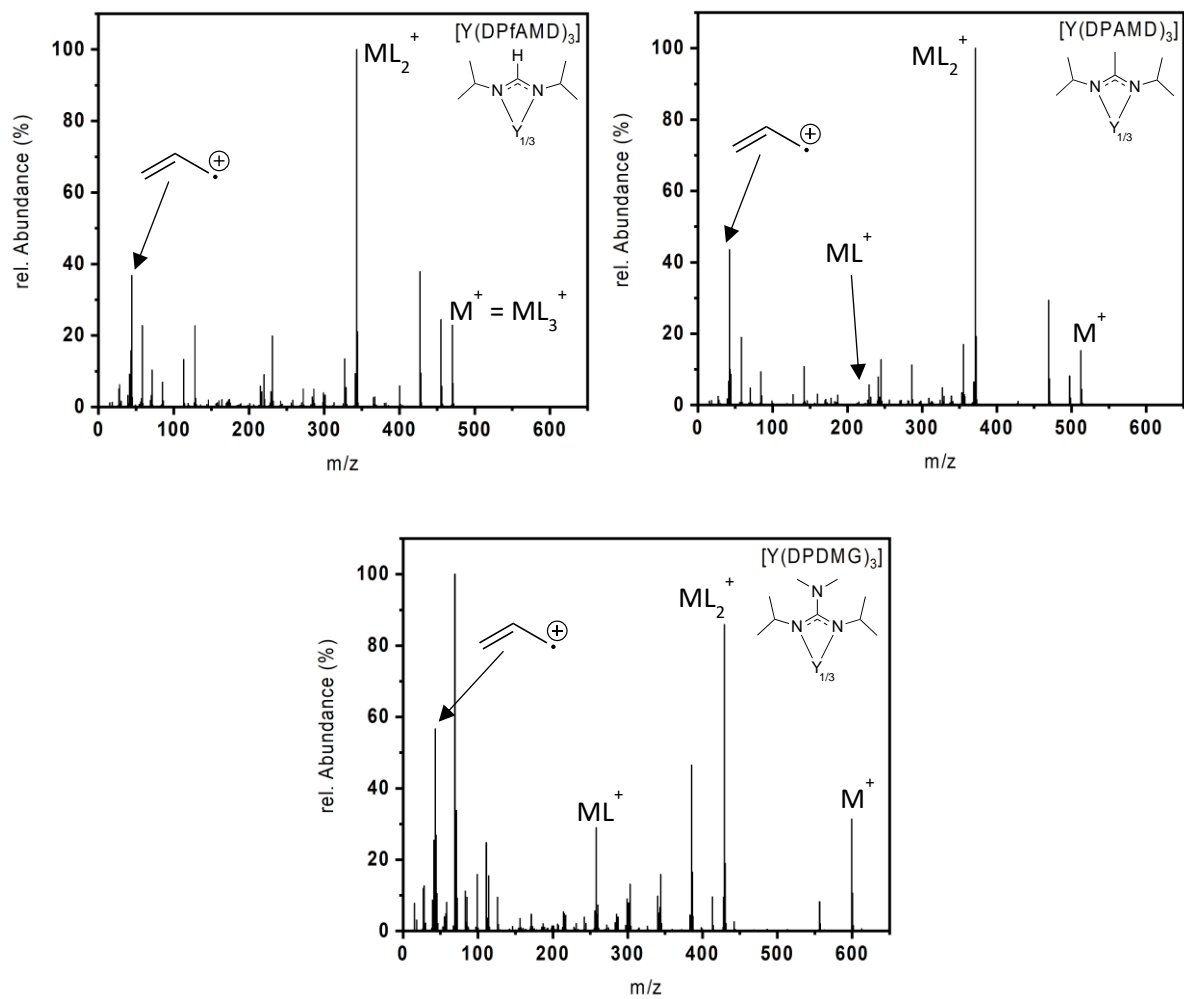 [Y(DPfAMD)3]
ML2+
H
N N
Y1/3
⊕
M+ = ML3+
rel. Abundance (%)
100
80
60
40
20
0
0 100 200 300 400 500 600
m/z
[Y(DPAMD)3]
ML2+
N N
Y1/3
⊕
ML+
M+
rel. Abundance (%)
100
80
60
40
20
0
0 100 200 300 400 500 600
m/z
[Y(DPDMG)3]
N
ML2+
N N
Y1/3
⊕
ML+
M+
rel. Abundance (%)
100
80
60
40
20
0
0 100 200 300 400 500 600
m/z